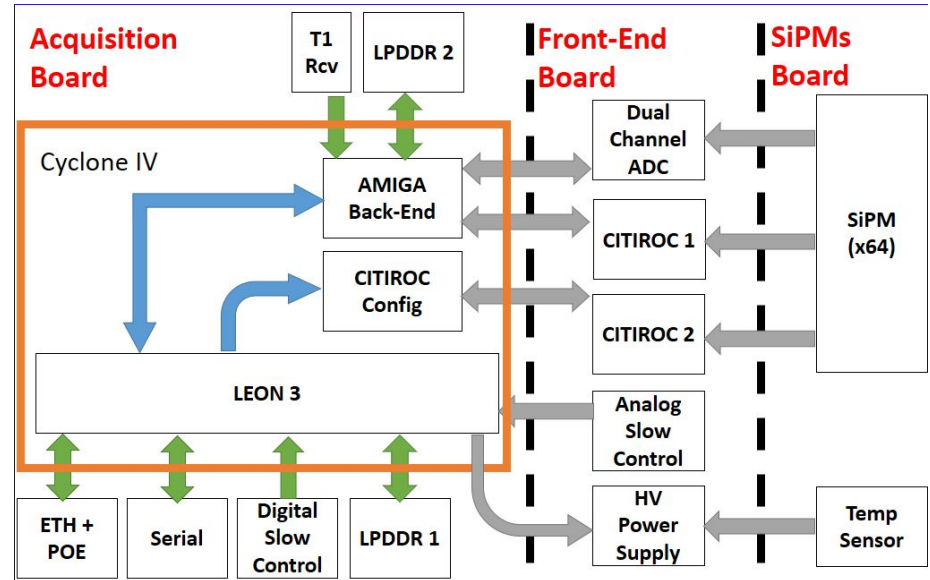 Acquisition
Board
T1
Rcv
LPDDR 2
Front-End
Board
SiPMs
Board
Cyclone IV
AMIGA
Back-End
CITIROC
Config
LEON 3
ETH +
POE
Serial
Digital
Slow
Control
LPDDR 1
Dual
Channel
ADC
CITIROC 1
CITIROC 2
Analog
Slow
Control
HV
Power
Supply
SiPM
(x64)
Temp
Sensor